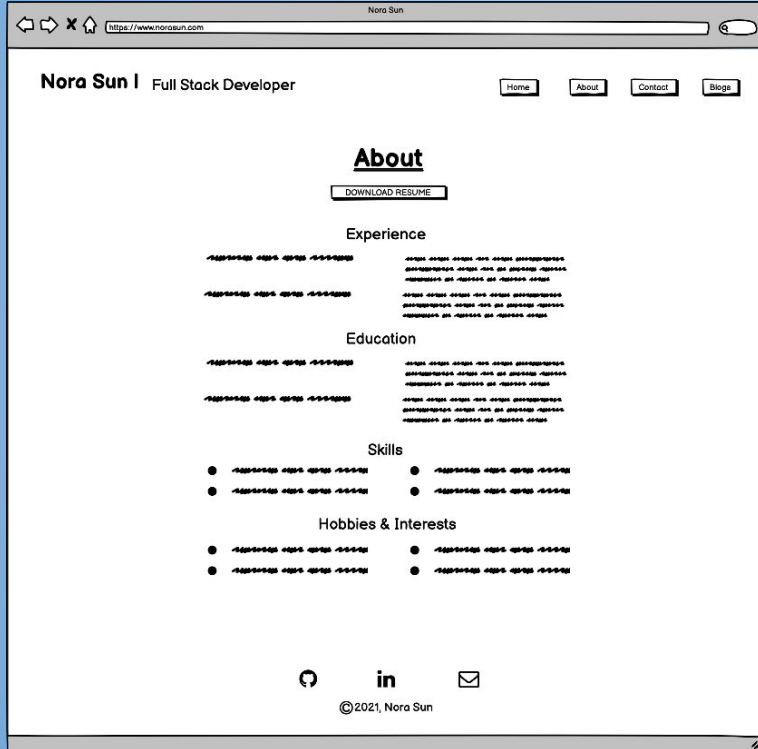 Nora Sun
https://www.norasun.com
Nora Sun | Full Stack Developer
Home About Contact Blogs
About
DOWNLOAD RESUME
Experience
Education
Skills
Hobbies & Interests
in
©2021, Nora Sun